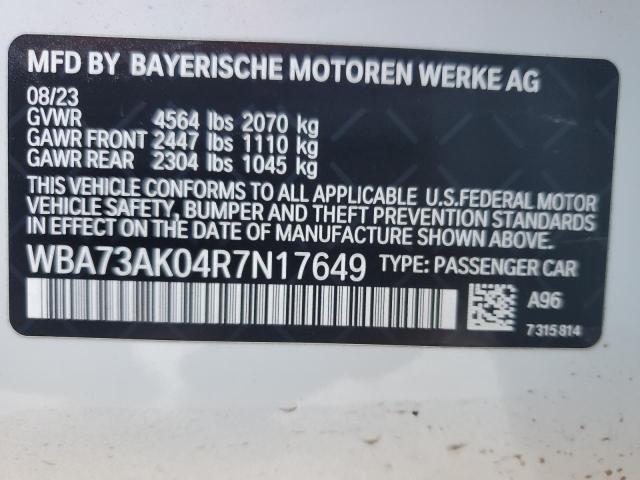 MFD BY BAYERISCHE MOTOREN WERKE AG
08/23
GVWR 4564 lbs 2070 kg
GAWR FRONT 2447 lbs 1110 kg
GAWR REAR 2304 lbs 1045 kg
THIS VEHICLE CONFORMS TO ALL APPLICABLE U.S.FEDERAL MOTOR
VEHICLE SAFETY, BUMPER AND THEFT PREVENTION STANDARDS
IN EFFECT ON THE DATE OF MANUFACTURE SHOWN ABOVE.
WBA73AK04R7N17649 TYPE: PASSENGER CAR
A96
7315814